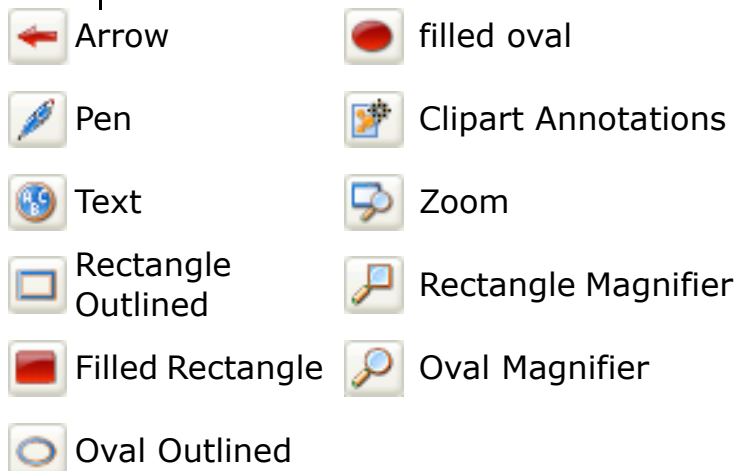 Arrow
filled oval
Pen
Clipart Annotations
Text
Zoom
Rectangle
Outlined
Rectangle Magnifier
Filled Rectangle
Oval Magnifier
Oval Outlined